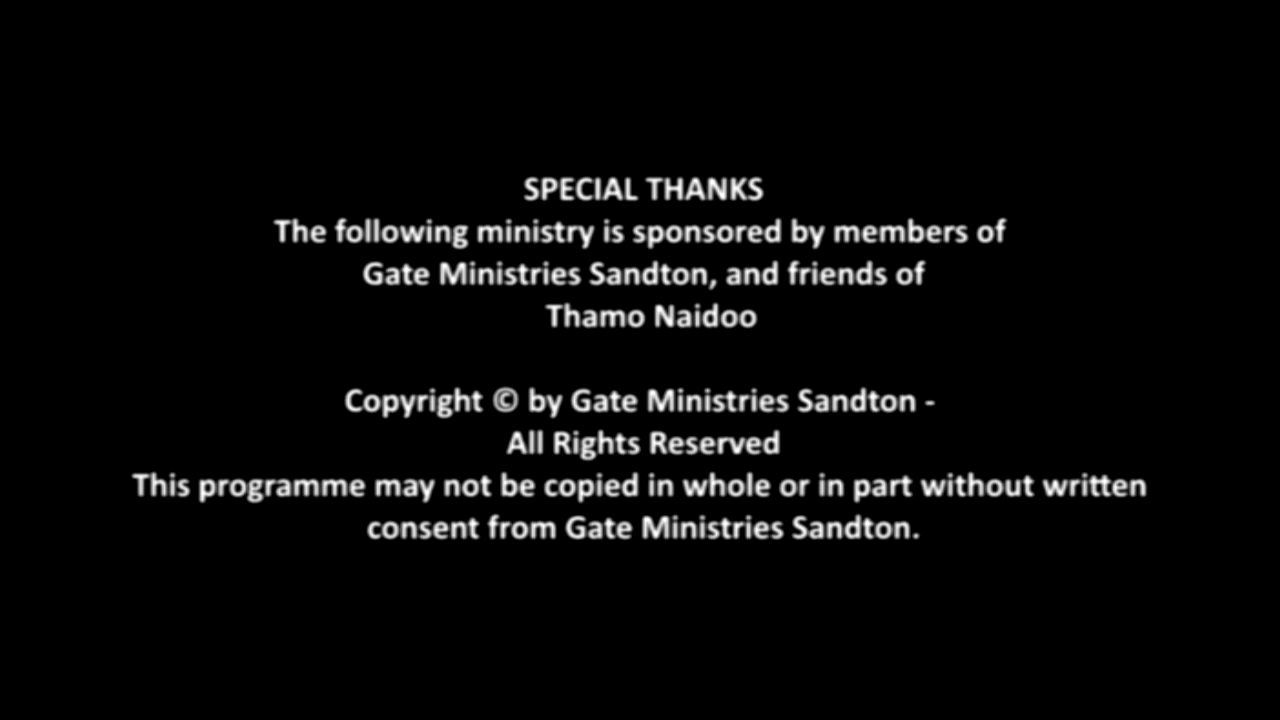 SPECIAL THANKS
The following ministry is sponsored by members of
Gate Ministries Sandton, and friends of
Thamo Naidoo
Copyright © by Gate Ministries Sandton -
All Rights Reserved
This programme may not be copied in whole or in part without written
consent from Gate Ministries Sandton.